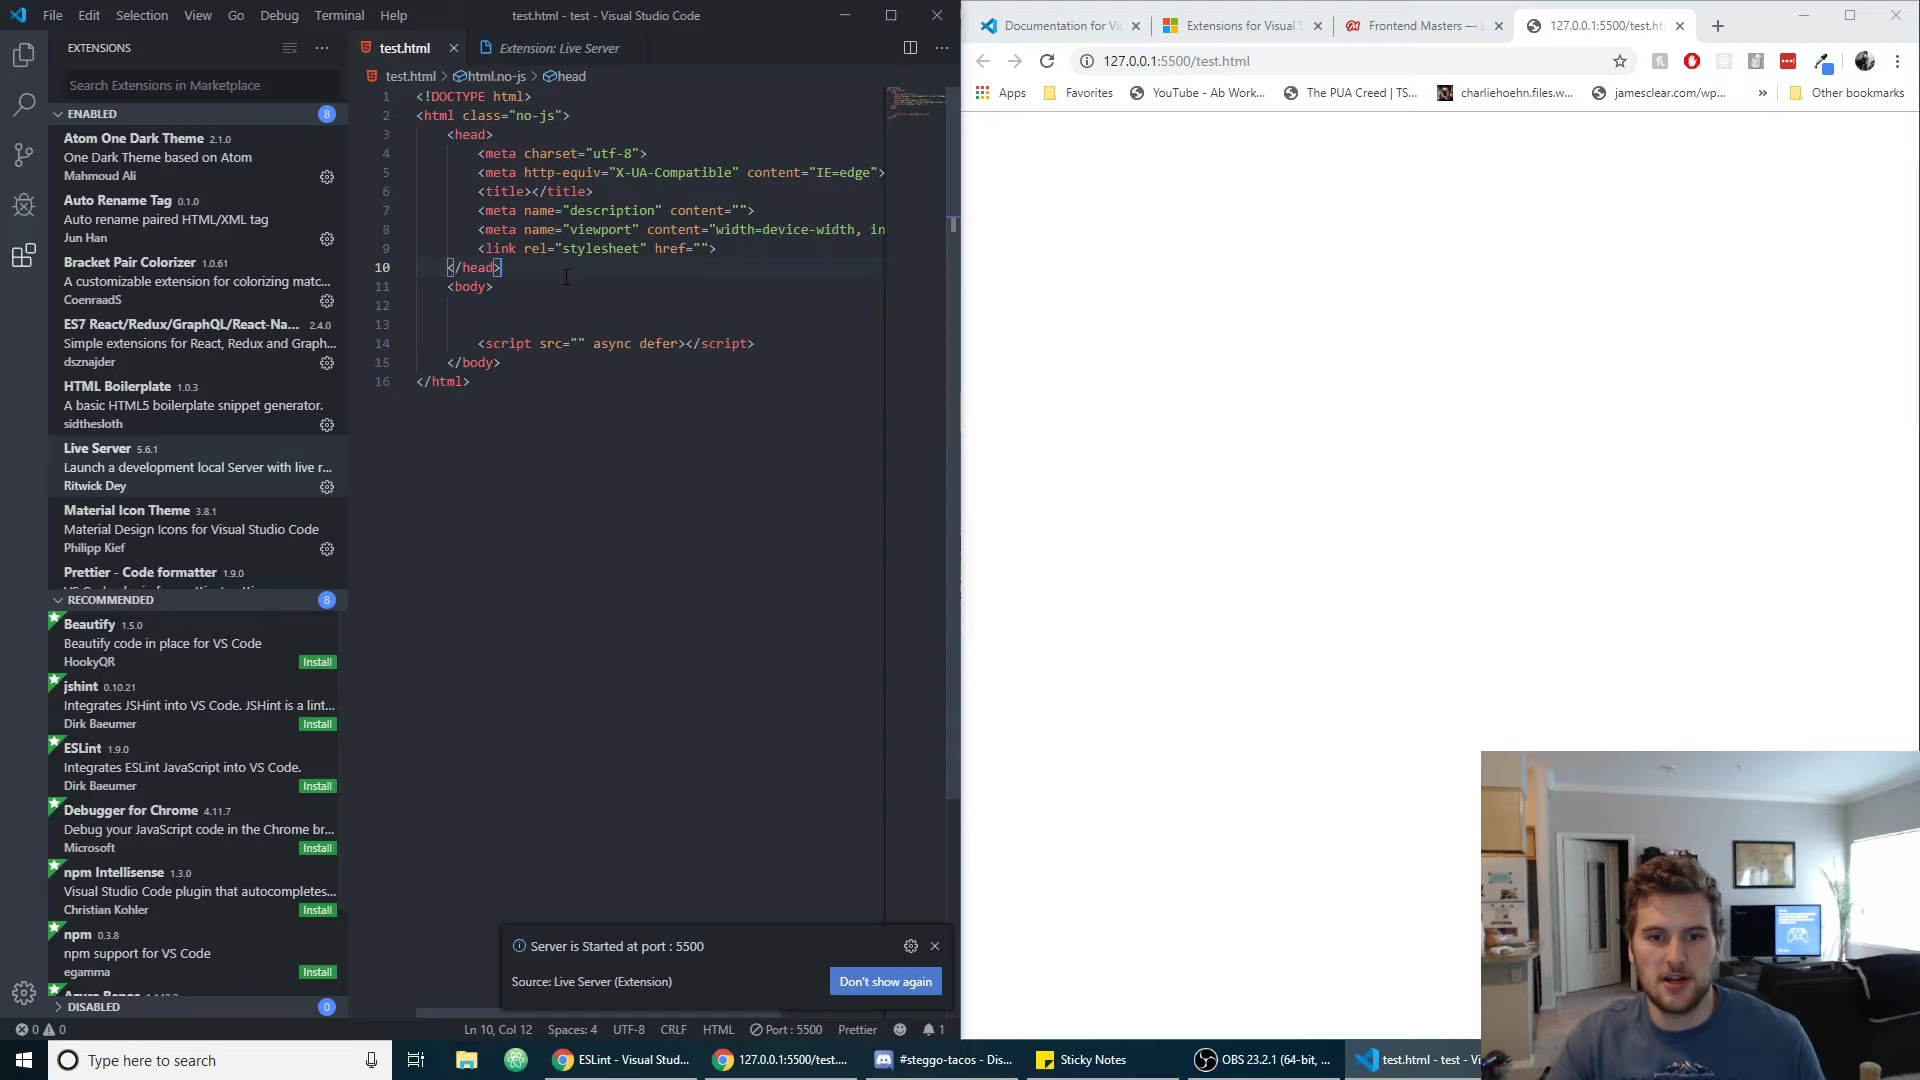 File Edit Selection View Go Debug Terminal Help
test.html - test - Visual Studio Code
EXTENSIONS
Search Extensions in Marketplace
ENABLED 8
Atom One Dark Theme 2.1.0
One Dark Theme based on Atom
Mahmoud Ali
Auto Rename Tag 0.1.0
Auto rename paired HTML/XML tag
Jun Han
Bracket Pair Colorizer 1.0.61
A customizable extension for colorizing matc...
CoenraadS
ES7 React/Redux/GraphQL/React-Na... 2.4.0
Simple extensions for React, Redux and Graph...
dsznajder
HTML Boilerplate 1.0.3
A basic HTML5 boilerplate snippet generator.
sidthesloth
Live Server 5.6.1
Launch a development local Server with live r...
Ritwick Dey
Material Icon Theme 3.8.1
Material Design Icons for Visual Studio Code
Philipp Kief
Prettier - Code formatter 1.9.0
RECOMMENDED 8
Beautify 1.5.0
Beautify code in place for VS Code
HookyQR Install
jshint 0.10.21
Integrates JSHint into VS Code. JSHint is a lint...
Dirk Baeumer Install
ESLint 1.9.0
Integrates ESLint JavaScript into VS Code.
Dirk Baeumer Install
Debugger for Chrome 4.11.7
Debug your JavaScript code in the Chrome br...
Microsoft Install
npm Intellisense 1.3.0
Visual Studio Code plugin that autocompletes...
Christian Kohler Install
npm 0.3.8
npm support for VS Code
egamma Install
DISABLED 0
test.html Extension: Live Server
test.html > html.no-js > head
1 <!DOCTYPE html>
2 <html class="no-js">
3 <head>
4 <meta charset="utf-8">
5 <meta http-equiv="X-UA-Compatible" content="IE=edge">
6 <title></title>
7 <meta name="description" content="">
8 <meta name="viewport" content="width=device-width, in
9 <link rel="stylesheet" href="">
10 </head>
11 <body>
12
13
14 <script src="" async defer></script>
15 </body>
16 </html>
Server is Started at port : 5500
Source: Live Server (Extension) Don't show again
0 0 Ln 10, Col 12 Spaces: 4 UTF-8 CRLF HTML Port : 5500 Prettier 1
Documentation for Vi Extensions for Visual S Frontend Masters — L 127.0.0.1:5500/test.ht
127.0.0.1:5500/test.html
Apps Favorites YouTube - Ab Work... The PUA Creed | TS... charliehoehn.files.w... jamesclear.com/wp... » Other bookmarks
Type here to search ESLint - Visual Stud... 127.0.0.1:5500/test.... #steggo-tacos - Dis... Sticky Notes OBS 23.2.1 (64-bit, ... test.html - test - Vi